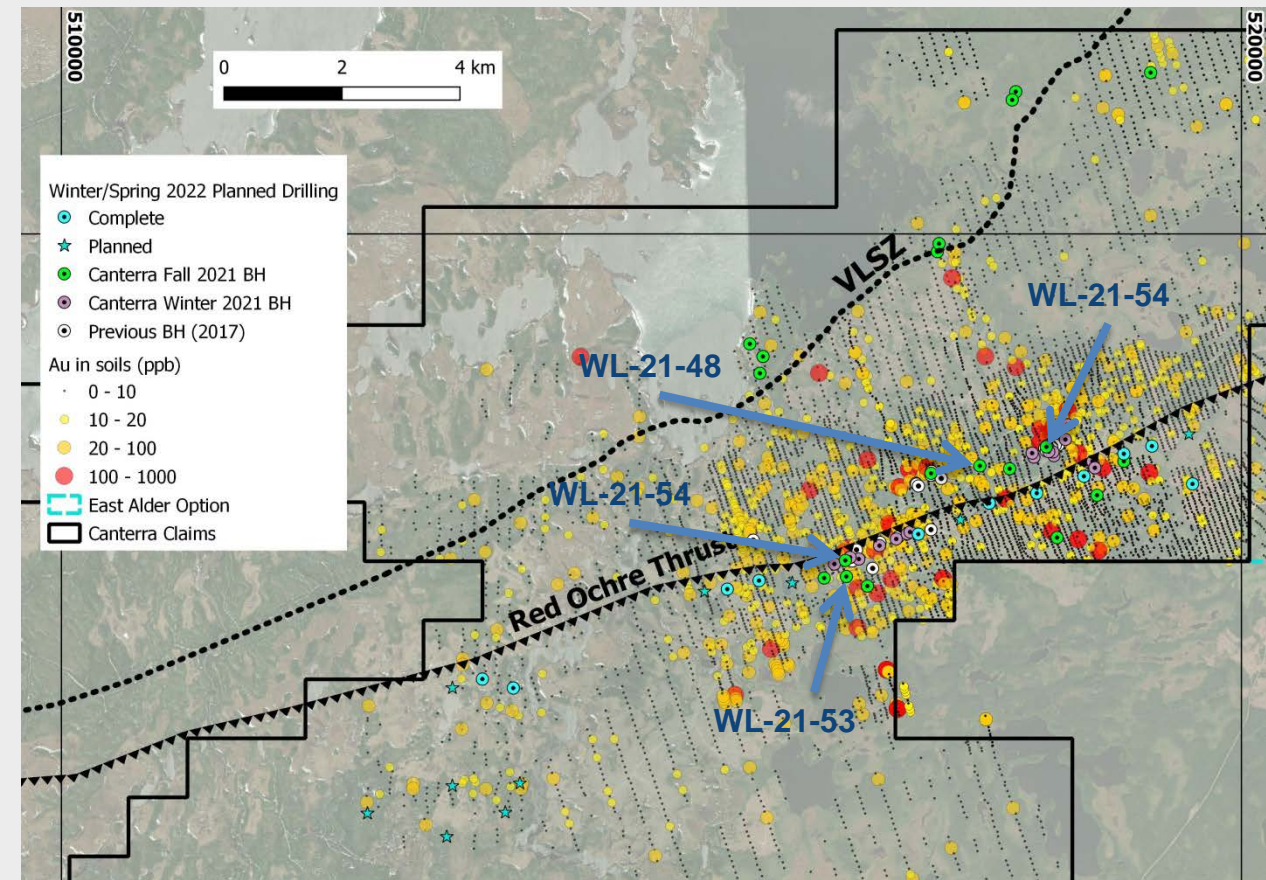 510000
520000
0 2 4 km
Winter/Spring 2022 Planned Drilling
Complete
Planned
Canterra Fall 2021 BH
Canterra Winter 2021 BH
Previous BH (2017)
Au in soils (ppb)
0 - 10
10 - 20
20 - 100
100 - 1000
East Alder Option
Canterra Claims
VLSZ
WL-21-54
WL-21-48
WL-21-54
Red Ochre Thrust
WL-21-53